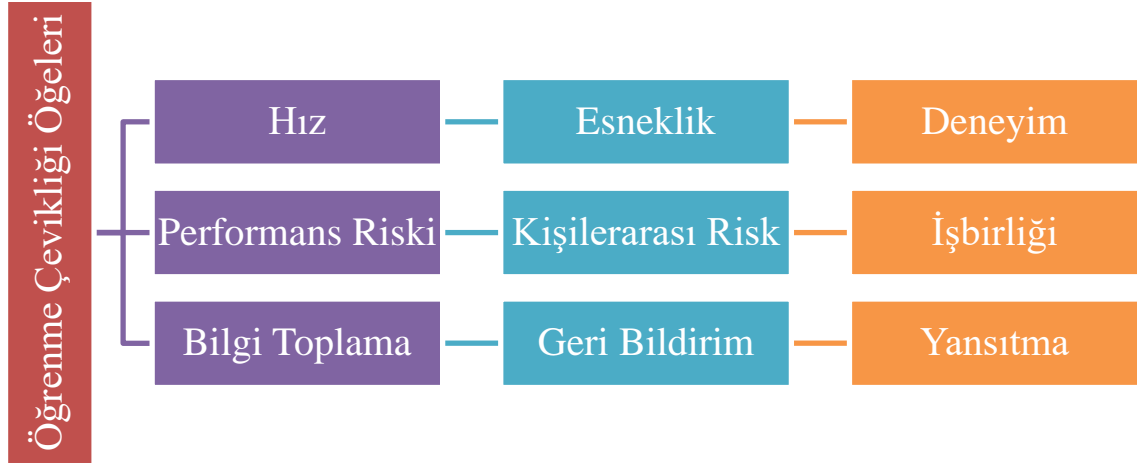 Öğrenme Çevikliği Öğeleri
Hız
Esneklik
Deneyim
Performans Riski
Kişilerarası Risk
İşbirliği
Bilgi Toplama
Geri Bildirim
Yansıtma